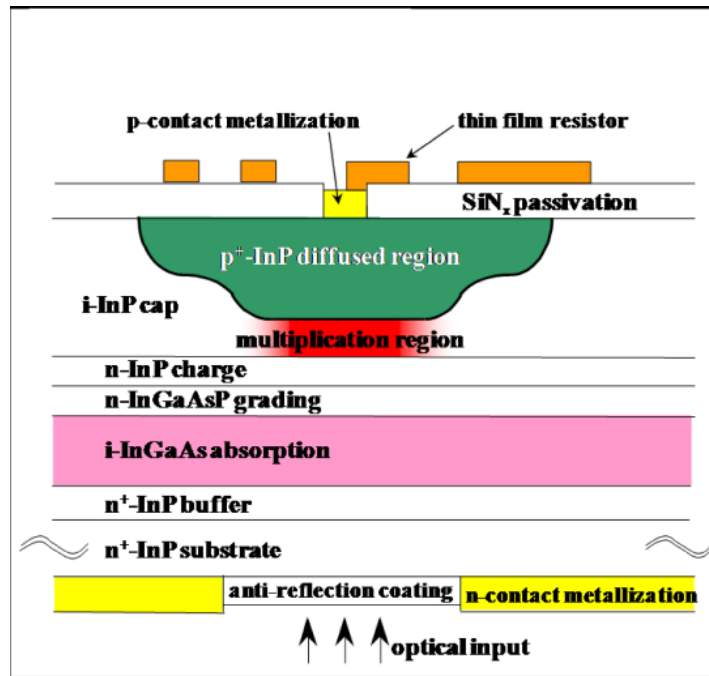 p-contact metallization
thin film resistor
SiNₓ passivation
p⁺-InP diffused region
i-InP cap
multiplication region
n-InP charge
n-InGaAsP grading
i-InGaAs absorption
n⁺-InP buffer
n⁺-InP substrate
anti-reflection coating
n-contact metallization
optical input